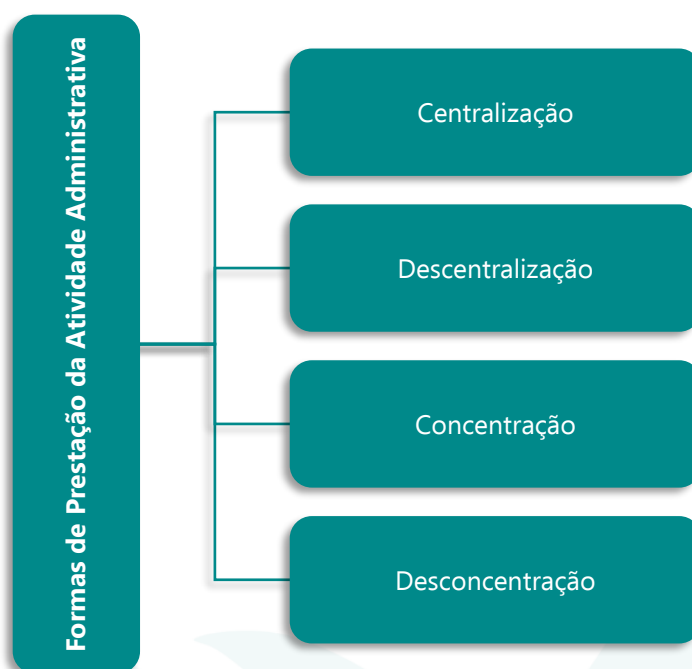 Formas de Prestação da Atividade Administrativa
Centralização
Descentralização
Concentração
Desconcentração